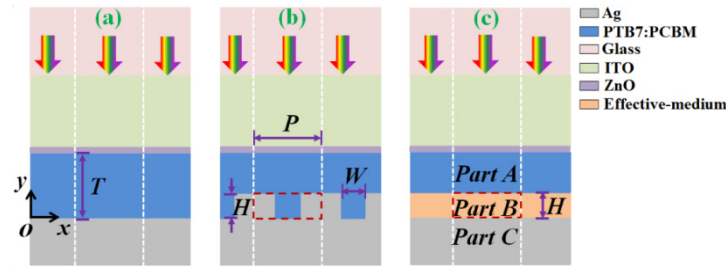 (a)
(b)
(c)
Ag
PTB7:PCBM
Glass
ITO
ZnO
Effective-medium
P
T
W
H
y
o
x
Part A
Part B
H
Part C